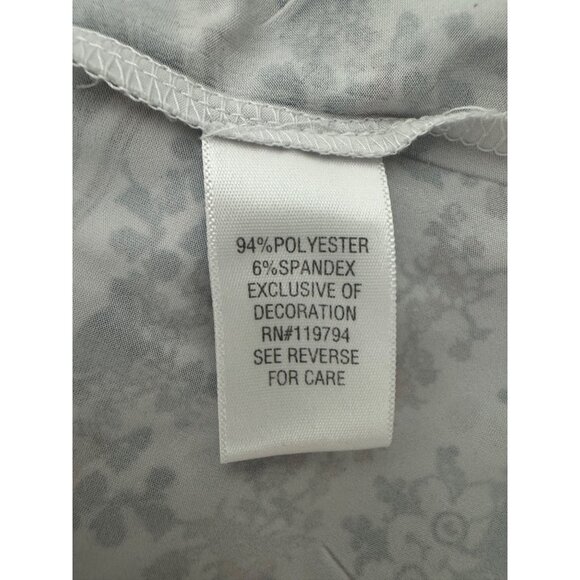 94%POLYESTER
6%SPANDEX
EXCLUSIVE OF
DECORATION
RN#119794
SEE REVERSE
FOR CARE